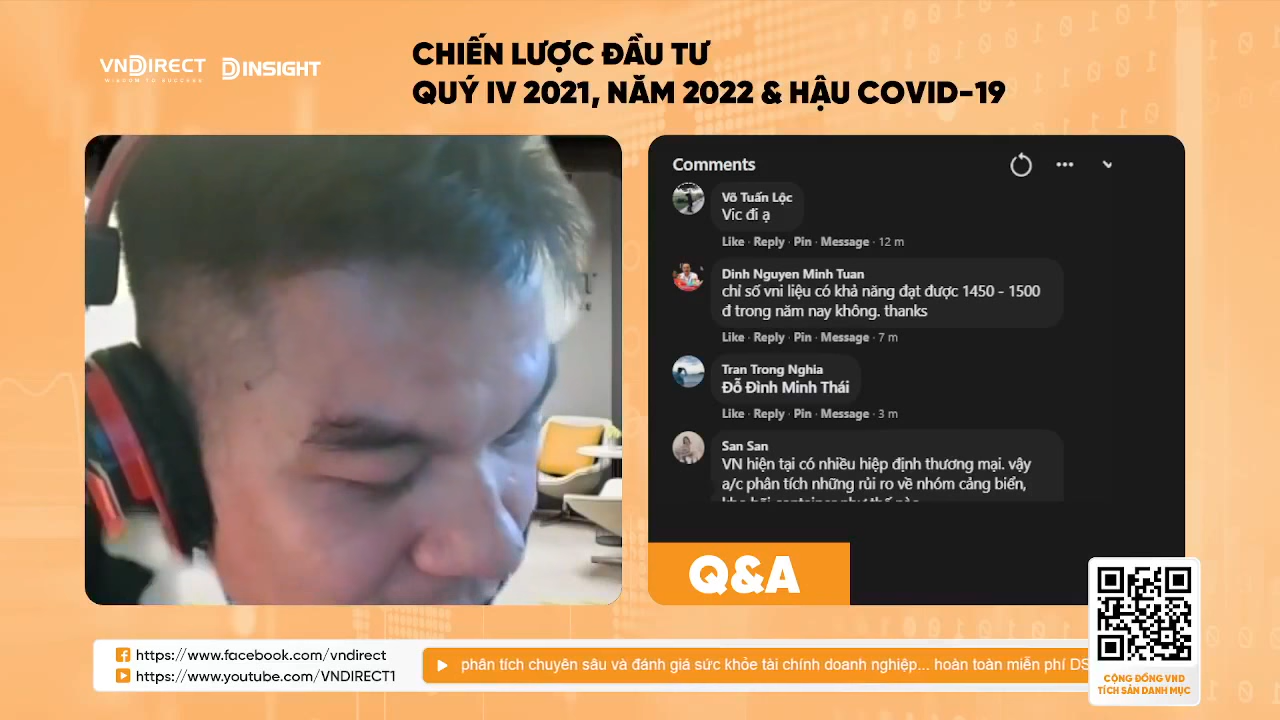 VNDIRECT
WISDOM TO SUCCESS
DINSIGHT
CHIẾN LƯỢC ĐẦU TƯ
QUÝ IV 2021, NĂM 2022 & HẬU COVID-19
Comments
Võ Tuấn Lộc
Vic đi ạ
Like · Reply · Pin · Message · 12 m
Dinh Nguyen Minh Tuan
chỉ số vni liệu có khả năng đạt được 1450 - 1500
đ trong năm nay không. thanks
Like · Reply · Pin · Message · 7 m
Tran Trong Nghia
Đỗ Đình Minh Thái
Like · Reply · Pin · Message · 3 m
San San
VN hiện tại có nhiều hiệp định thương mại. vậy
a/c phân tích những rủi ro về nhóm cảng biển,
Q&A
https://www.facebook.com/vndirect
https://www.youtube.com/VNDIRECT1
phân tích chuyên sâu và đánh giá sức khỏe tài chính doanh nghiệp... hoàn toàn miễn phí DS
CỘNG ĐỒNG VND
TÍCH SẢN DANH MỤC